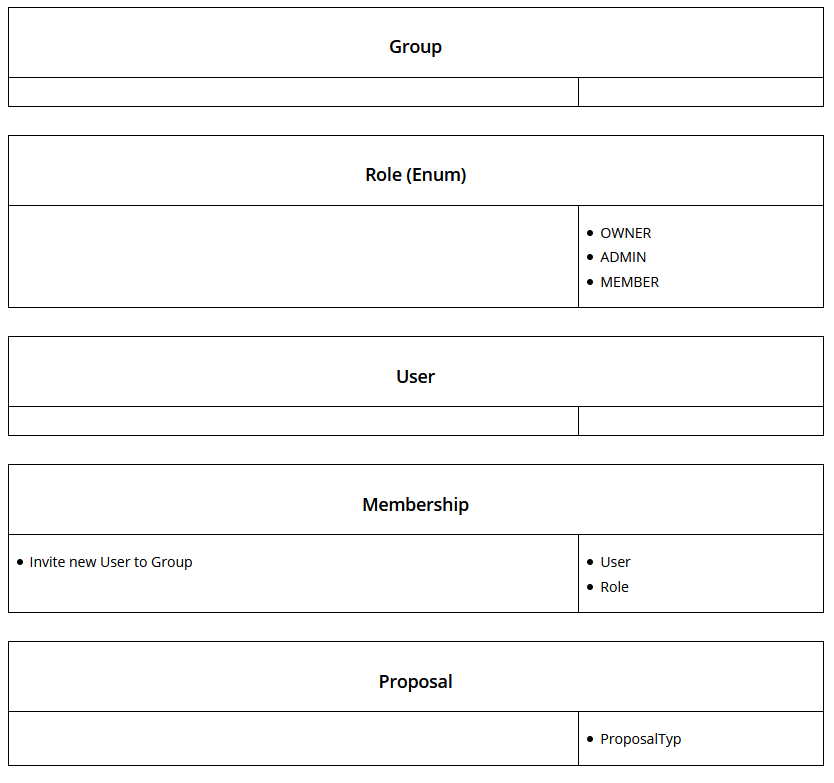 Group
Role (Enum)
OWNER
ADMIN
MEMBER
User
Membership
Invite new User to Group
User
Role
Proposal
ProposalTyp